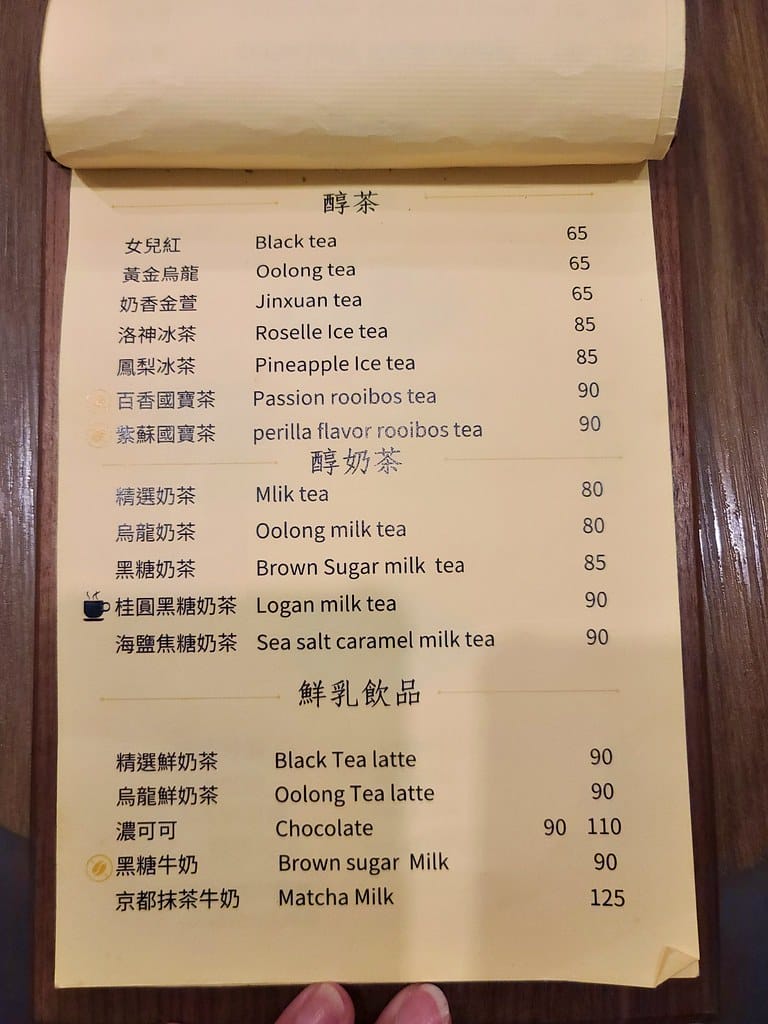 醇茶
女兒紅 Black tea 65
黃金烏龍 Oolong tea 65
奶香金萱 Jinxuan tea 65
洛神冰茶 Roselle Ice tea 85
鳳梨冰茶 Pineapple Ice tea 85
百香國寶茶 Passion rooibos tea 90
紫蘇國寶茶 perilla flavor rooibos tea 90
醇奶茶
精選奶茶 Mlik tea 80
烏龍奶茶 Oolong milk tea 80
黑糖奶茶 Brown Sugar milk tea 85
桂圓黑糖奶茶 Logan milk tea 90
海鹽焦糖奶茶 Sea salt caramel milk tea 90
鮮乳飲品
精選鮮奶茶 Black Tea latte 90
烏龍鮮奶茶 Oolong Tea latte 90
濃可可 Chocolate 90 110
黑糖牛奶 Brown sugar Milk 90
京都抹茶牛奶 Matcha Milk 125